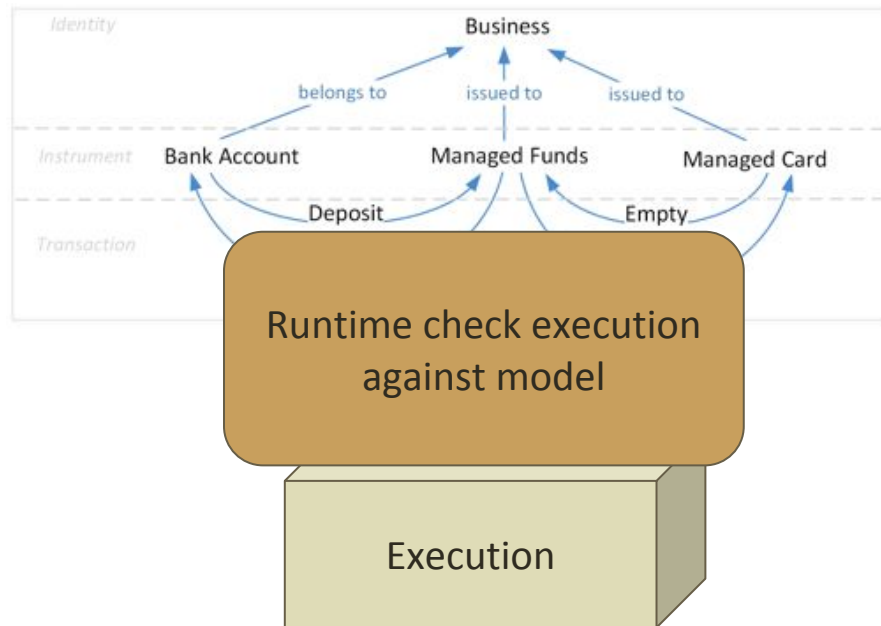 Identity
Business
belongs to
issued to
issued to
Instrument
Bank Account
Managed Funds
Managed Card
Deposit
Empty
Transaction
Runtime check execution
against model
Execution